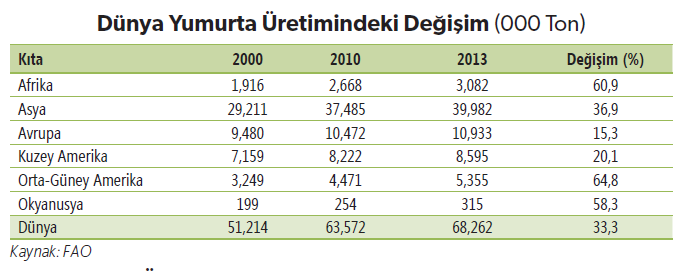 Dünya Yumurta Üretimindeki Değişim (000 Ton)
Kıta 2000 2010 2013 Değişim (%)
Afrika 1,916 2,668 3,082 60,9
Asya 29,211 37,485 39,982 36,9
Avrupa 9,480 10,472 10,933 15,3
Kuzey Amerika 7,159 8,222 8,595 20,1
Orta-Güney Amerika 3,249 4,471 5,355 64,8
Okyanusya 199 254 315 58,3
Dünya 51,214 63,572 68,262 33,3
Kaynak: FAO